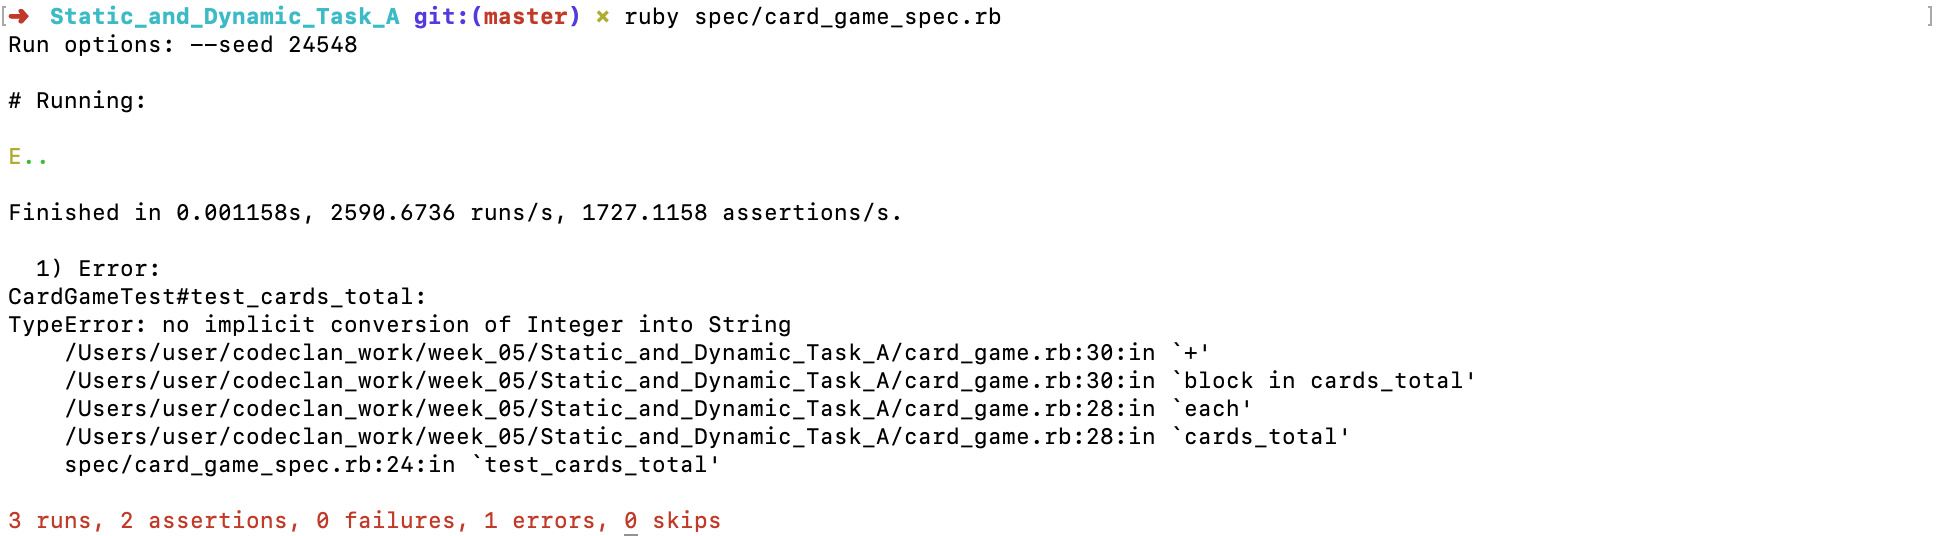 [➜  Static_and_Dynamic_Task_A git:(master) ✗ ruby spec/card_game_spec.rb ]
Run options: --seed 24548

# Running:

E..

Finished in 0.001158s, 2590.6736 runs/s, 1727.1158 assertions/s.

  1) Error:
CardGameTest#test_cards_total:
TypeError: no implicit conversion of Integer into String
    /Users/user/codeclan_work/week_05/Static_and_Dynamic_Task_A/card_game.rb:30:in `+'
    /Users/user/codeclan_work/week_05/Static_and_Dynamic_Task_A/card_game.rb:30:in `block in cards_total'
    /Users/user/codeclan_work/week_05/Static_and_Dynamic_Task_A/card_game.rb:28:in `each'
    /Users/user/codeclan_work/week_05/Static_and_Dynamic_Task_A/card_game.rb:28:in `cards_total'
    spec/card_game_spec.rb:24:in `test_cards_total'

3 runs, 2 assertions, 0 failures, 1 errors, 0 skips